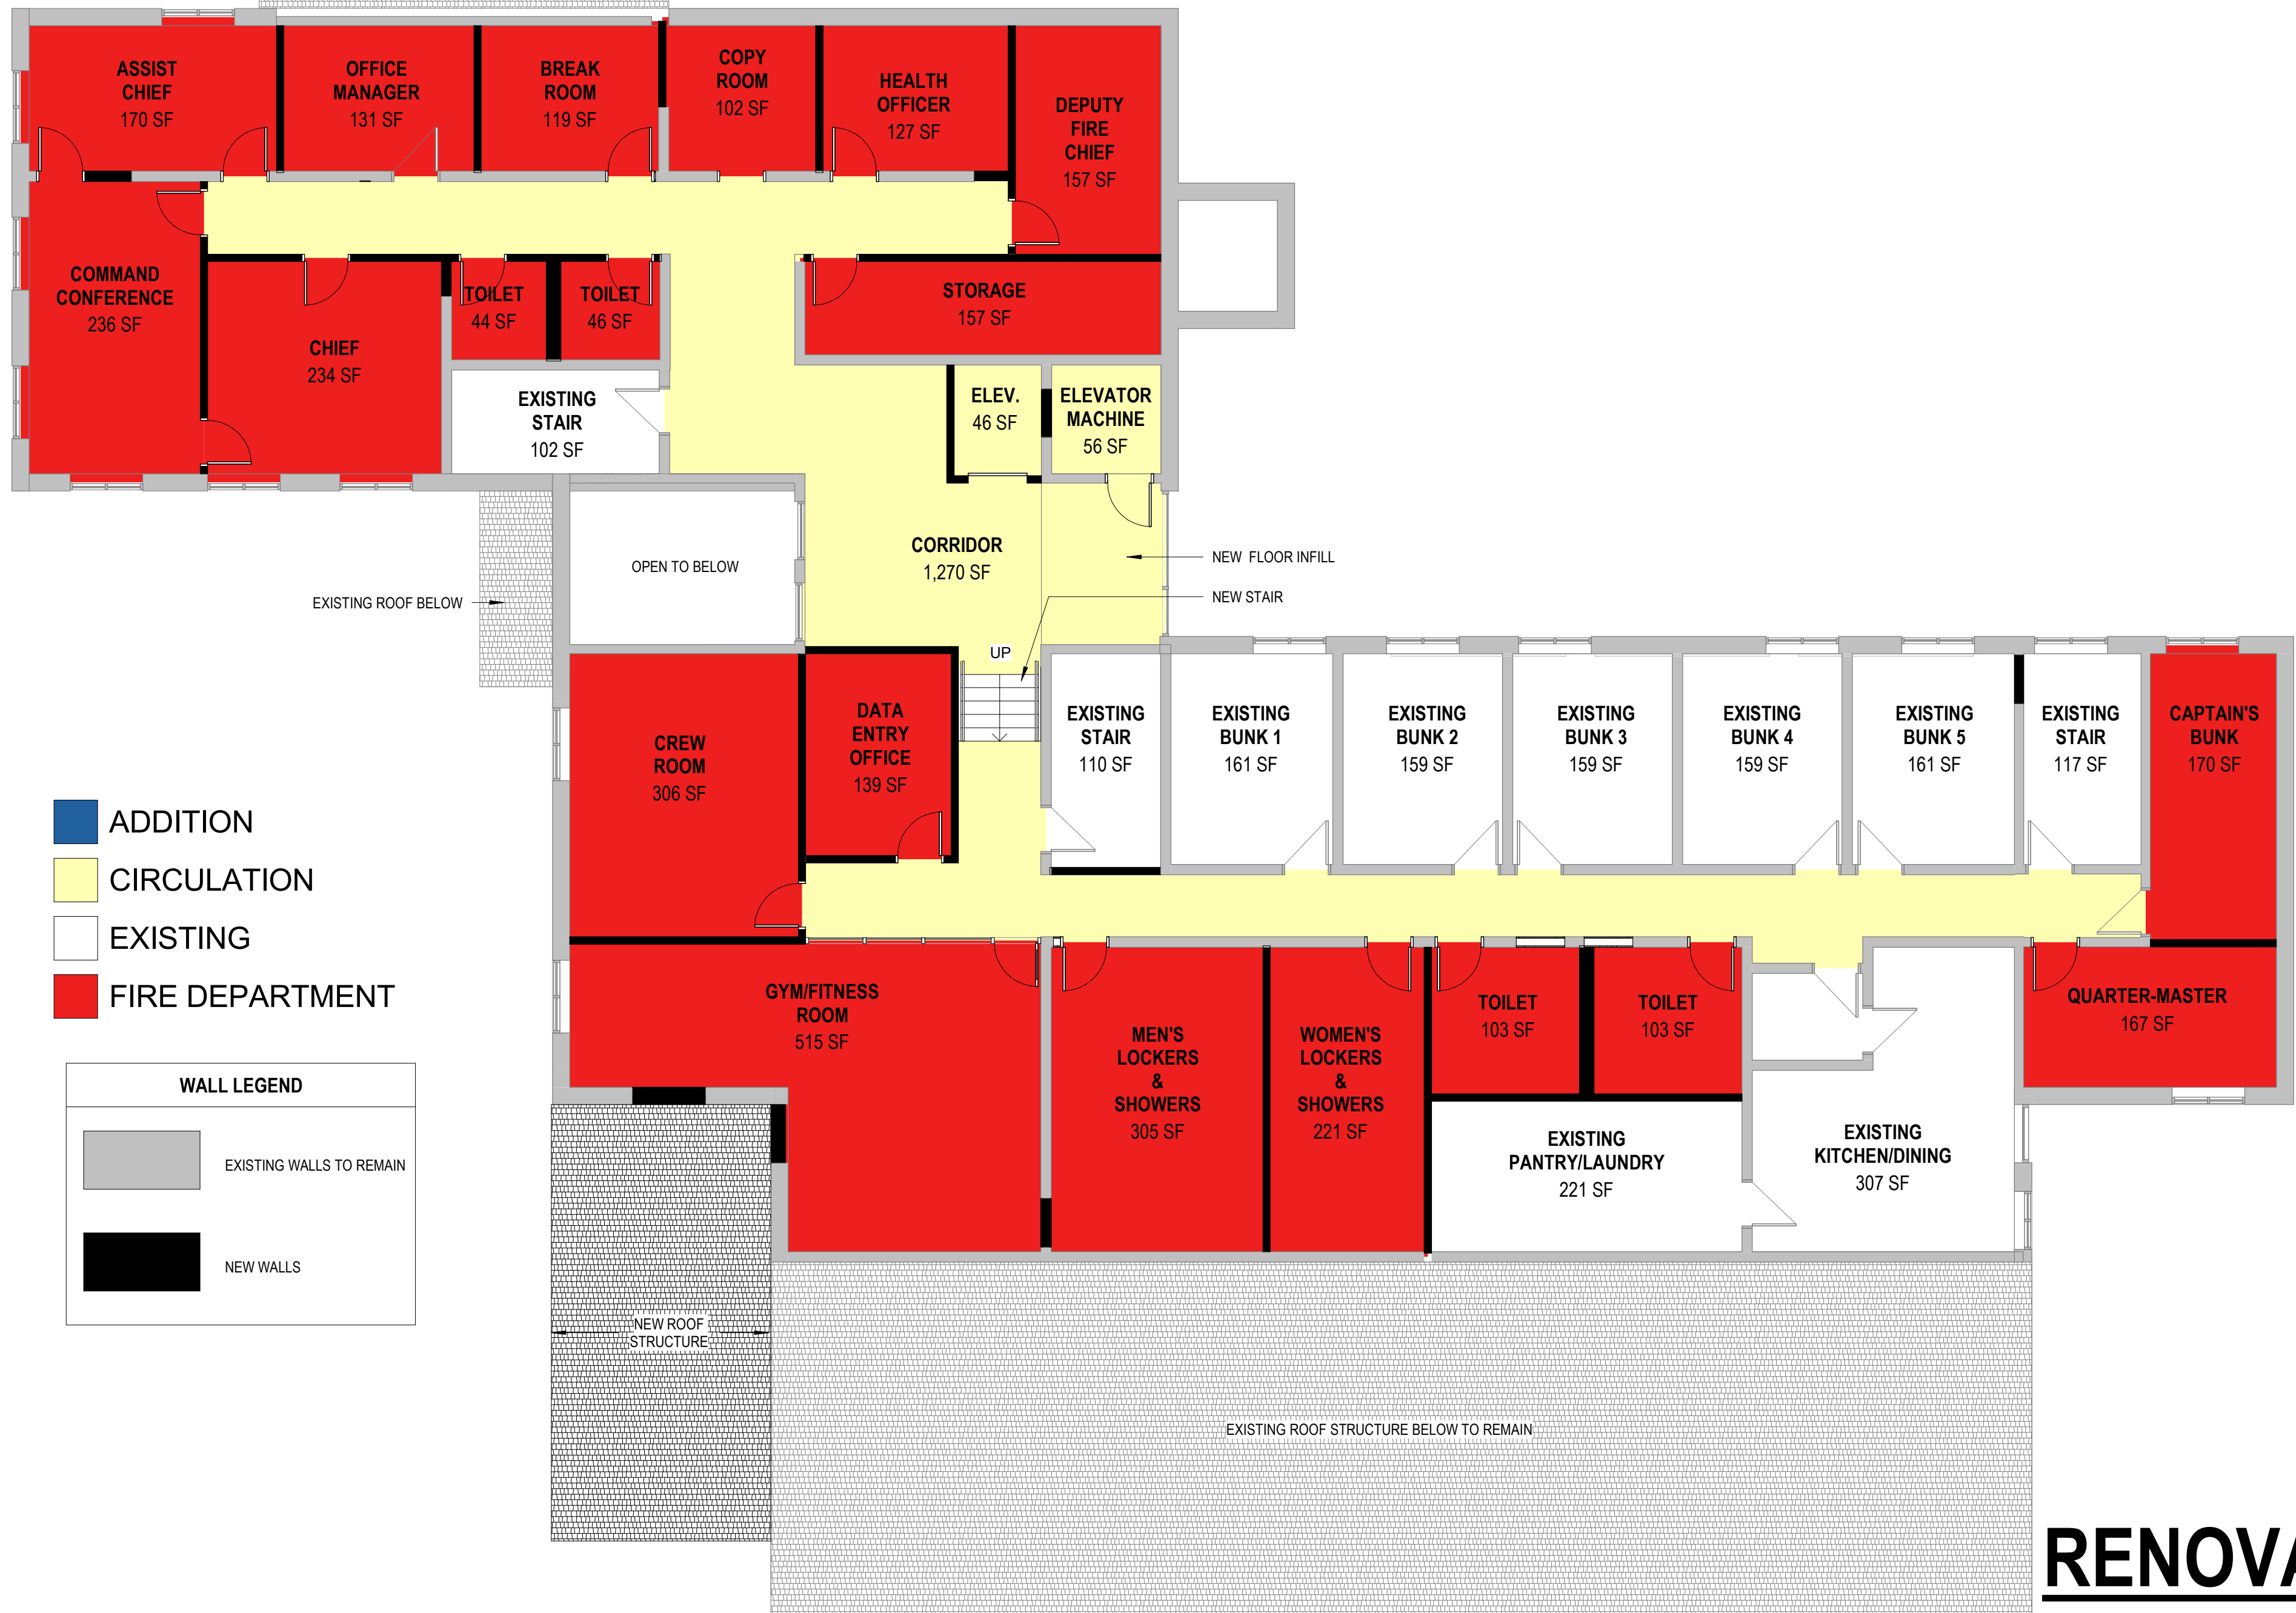 ASSIST
CHIEF
170 SF
OFFICE
MANAGER
131 SF
BREAK
ROOM
119 SF
COPY
ROOM
102 SF
HEALTH
OFFICER
127 SF
DEPUTY
FIRE
CHIEF
157 SF
COMMAND
CONFERENCE
236 SF
CHIEF
234 SF
TOILET
44 SF
TOILET
46 SF
STORAGE
157 SF
EXISTING
STAIR
102 SF
ELEV.
46 SF
ELEVATOR
MACHINE
56 SF
OPEN TO BELOW
CORRIDOR
1,270 SF
NEW FLOOR INFILL
NEW STAIR
EXISTING ROOF BELOW
UP
CREW
ROOM
306 SF
DATA
ENTRY
OFFICE
139 SF
EXISTING
STAIR
110 SF
EXISTING
BUNK 1
161 SF
EXISTING
BUNK 2
159 SF
EXISTING
BUNK 3
159 SF
EXISTING
BUNK 4
159 SF
EXISTING
BUNK 5
161 SF
EXISTING
STAIR
117 SF
CAPTAIN'S
BUNK
170 SF
ADDITION
CIRCULATION
EXISTING
FIRE DEPARTMENT
GYM/FITNESS
ROOM
515 SF
MEN'S
LOCKERS
&
SHOWERS
305 SF
WOMEN'S
LOCKERS
&
SHOWERS
221 SF
TOILET
103 SF
TOILET
103 SF
QUARTER-MASTER
167 SF
EXISTING
PANTRY/LAUNDRY
221 SF
EXISTING
KITCHEN/DINING
307 SF
WALL LEGEND
EXISTING WALLS TO REMAIN
NEW WALLS
NEW ROOF
STRUCTURE
EXISTING ROOF STRUCTURE BELOW TO REMAIN
RENOVA